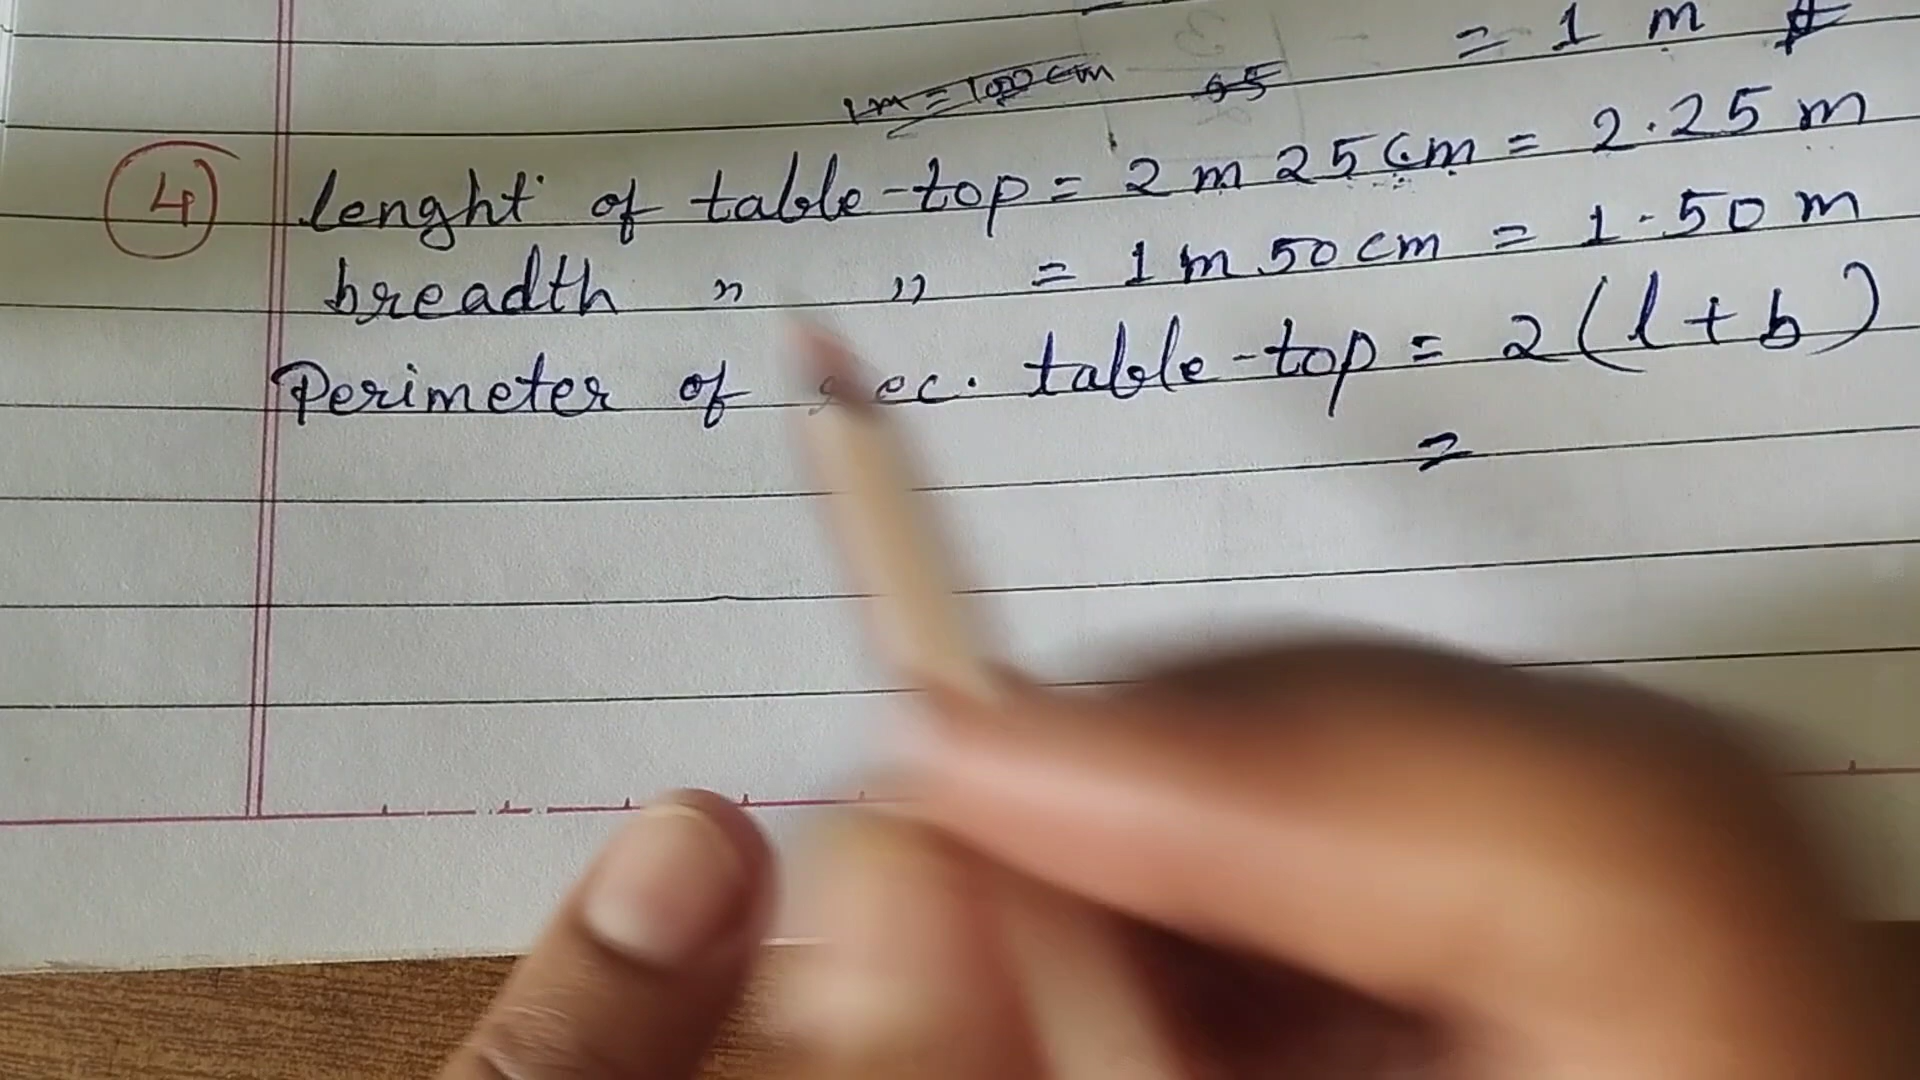 = 1 m
1m = 100 cm
④ lenght of table-top = 2 m 25 cm = 2.25 m
breadth " " = 1 m 50 cm = 1.50 m
Perimeter of rec. table-top = 2 (l + b)
=